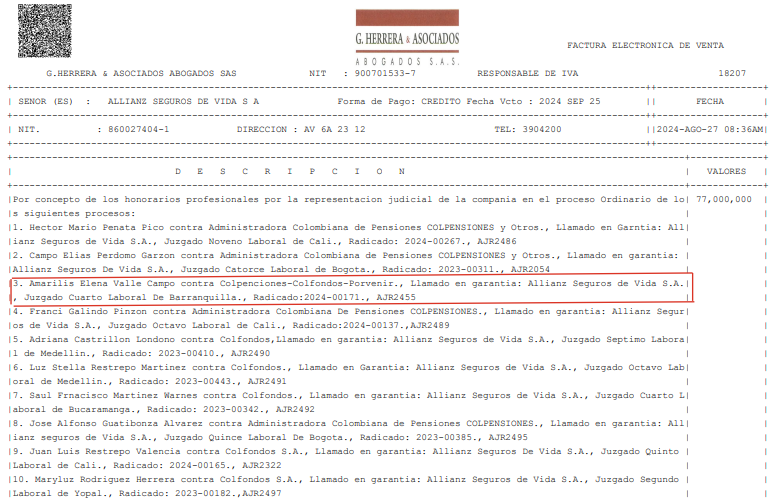 G. HERRERA & ASOCIADOS
ABOGADOS S.A.S.
FACTURA ELECTRONICA DE VENTA
G.HERRERA & ASOCIADOS ABOGADOS SAS NIT : 900701533-7 RESPONSABLE DE IVA 18207
SENOR (ES) : ALLIANZ SEGUROS DE VIDA S A Forma de Pago: CREDITO Fecha Vcto : 2024 SEP 25 FECHA
NIT. : 860027404-1 DIRECCION : AV 6A 23 12 TEL: 3904200 2024-AGO-27 08:36AM
D E S C R I P C I O N VALORES
Por concepto de los honorarios profesionales por la representacion judicial de la compania en el proceso Ordinario de lo 77,000,000
s siguientes procesos:
1. Hector Mario Penata Pico contra Administradora Colombiana de Pensiones COLPENSIONES y Otros., Llamado en Garntia: All
ianz Seguros de Vida S.A., Juzgado Noveno Laboral de Cali., Radicado: 2024-00267., AJR2486
2. Campo Elias Perdomo Garzon contra Administradora Colombiana de Pensiones COLPENSIONES y Otros., Llamado en garantia:
Allianz Seguros De Vida S.A., Juzgado Catorce Laboral de Bogota., Radicado: 2023-00311., AJR2054
3. Amarilis Elena Valle Campo contra Colpenciones-Colfondos-Porvenir., Llamado en garantia: Allianz Seguros de Vida S.A.
, Juzgado Cuarto Laboral De Barranquilla., Radicado:2024-00171., AJR2455
4. Franci Galindo Pinzon contra Administradora Colombiana De Pensiones COLPENSIONES., Llamado en garantia: Allianz Segur
os de Vida S.A., Juzgado Octavo Laboral de Cali., Radicado:2024-00137.,AJR2489
5. Adriana Castrillon Londono contra Colfondos,Llamado en garantia: Allianz Seguros de Vida S.A., Juzgado Septimo Labora
l de Medellin., Radicado: 2023-00410., AJR2490
6. Luz Stella Restrepo Martinez contra Colfondos., Llamado en Garantia: Allianz Seguros de Vida S.A., Juzgado Octavo Lab
oral de Medellin., Radicado: 2023-00443., AJR2491
7. Saul Frnacisco Martinez Warnes contra Colfondos., Llamado en Garantia: Allianz Seguros de Vida S.A., Juzgado Cuarto L
aboral de Bucaramanga., Radicado: 2023-00342., AJR2492
8. Jose Alfonso Guatibonza Alvarez contra Administradora Colombiana de Pensiones COLPENSIONES., Llamado en garantia: All
ianz seguros de Vida S.A., Juzgado Quince Laboral De Bogota., Radicado: 2023-00385., AJR2495
9. Juan Luis Restrepo Valencia contra Colfondos S.A., Llamado en garantia: Allianz Seguros De Vida S.A., Juzgado Quinto
Laboral de Cali., Radicado: 2024-00165., AJR2322
10. Maryluz Rodriguez Herrera contra Colfondos S.A., Llamado en garantia: Allianz Seguros de Vida S.A., Juzgado Segundo
Laboral de Yopal., Radicado: 2023-00182.,AJR2497